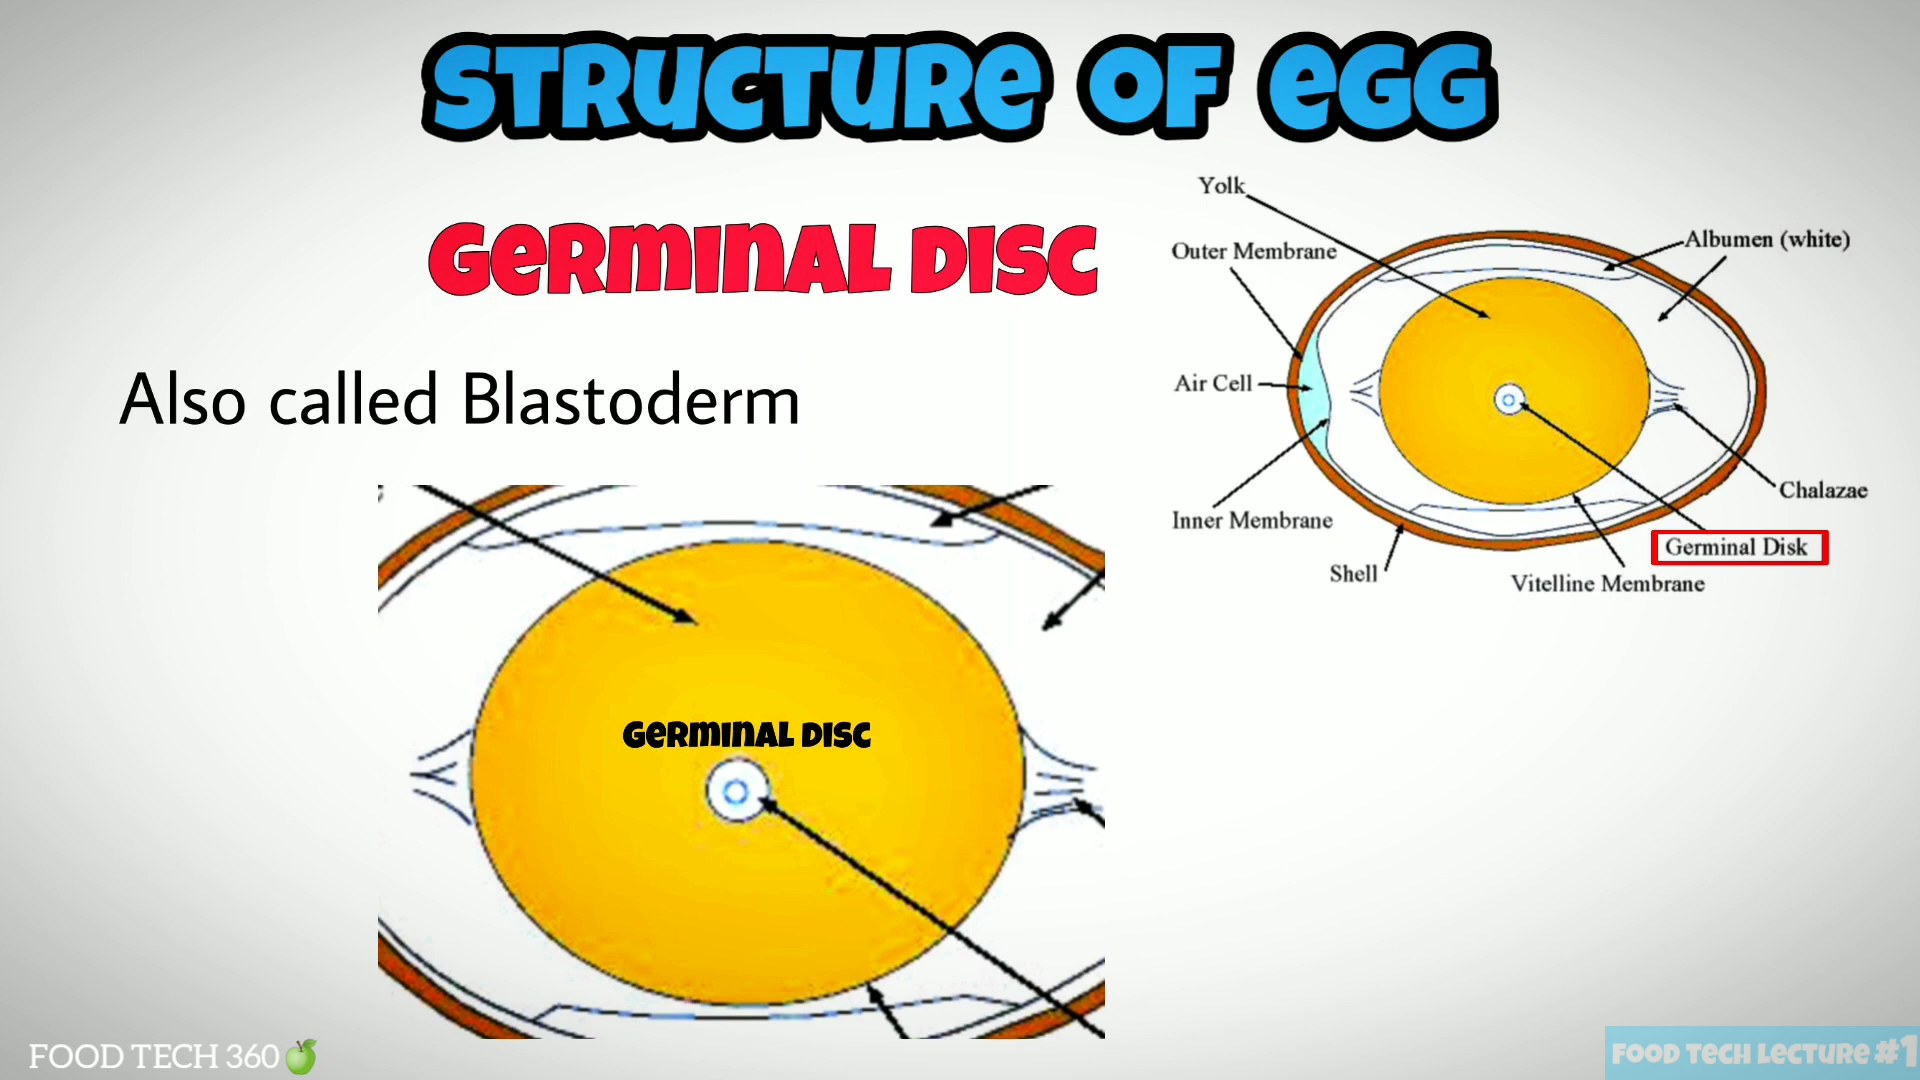 STRUCTURE OF EGG
GERMINAL DISC
Also called Blastoderm
Yolk
Outer Membrane
Albumen (white)
Air Cell
Inner Membrane
Chalazae
Germinal Disk
Shell
Vitelline Membrane
GERMINAL DISC
FOOD TECH 360
FOOD TECH LECTURE #1